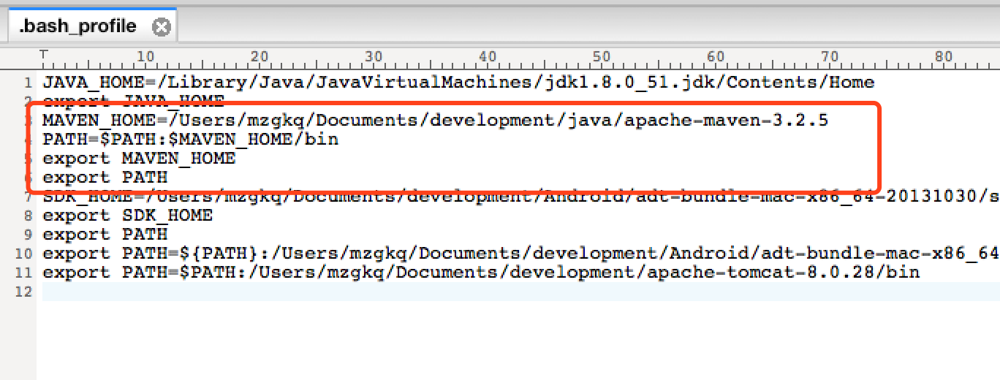 .bash_profile
10 20 30 40 50 60 70 80
1 JAVA_HOME=/Library/Java/JavaVirtualMachines/jdk1.8.0_51.jdk/Contents/Home
2 export JAVA_HOME
3 MAVEN_HOME=/Users/mzgkq/Documents/development/java/apache-maven-3.2.5
4 PATH=$PATH:$MAVEN_HOME/bin
5 export MAVEN_HOME
6 export PATH
7 SDK_HOME=/Users/mzgkq/Documents/development/Android/adt-bundle-mac-x86_64-20131030/s
8 export SDK_HOME
9 export PATH
10 export PATH=${PATH}:/Users/mzgkq/Documents/development/Android/adt-bundle-mac-x86_64
11 export PATH=$PATH:/Users/mzgkq/Documents/development/apache-tomcat-8.0.28/bin
12